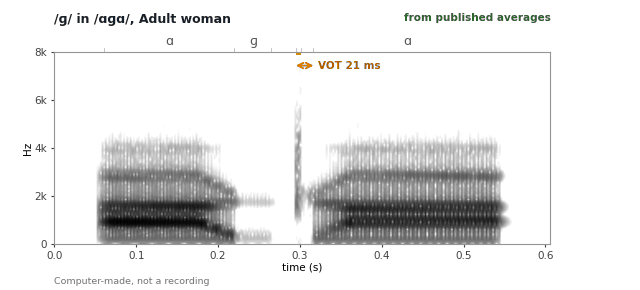 /ɡ/ in /ɑɡɑ/, Adult woman
from published averages
ɑ ɡ ɑ
8k
VOT 21 ms
6k
4k
Hz
2k
0
0.0 0.1 0.2 0.3 0.4 0.5 0.6
time (s)
Computer-made, not a recording